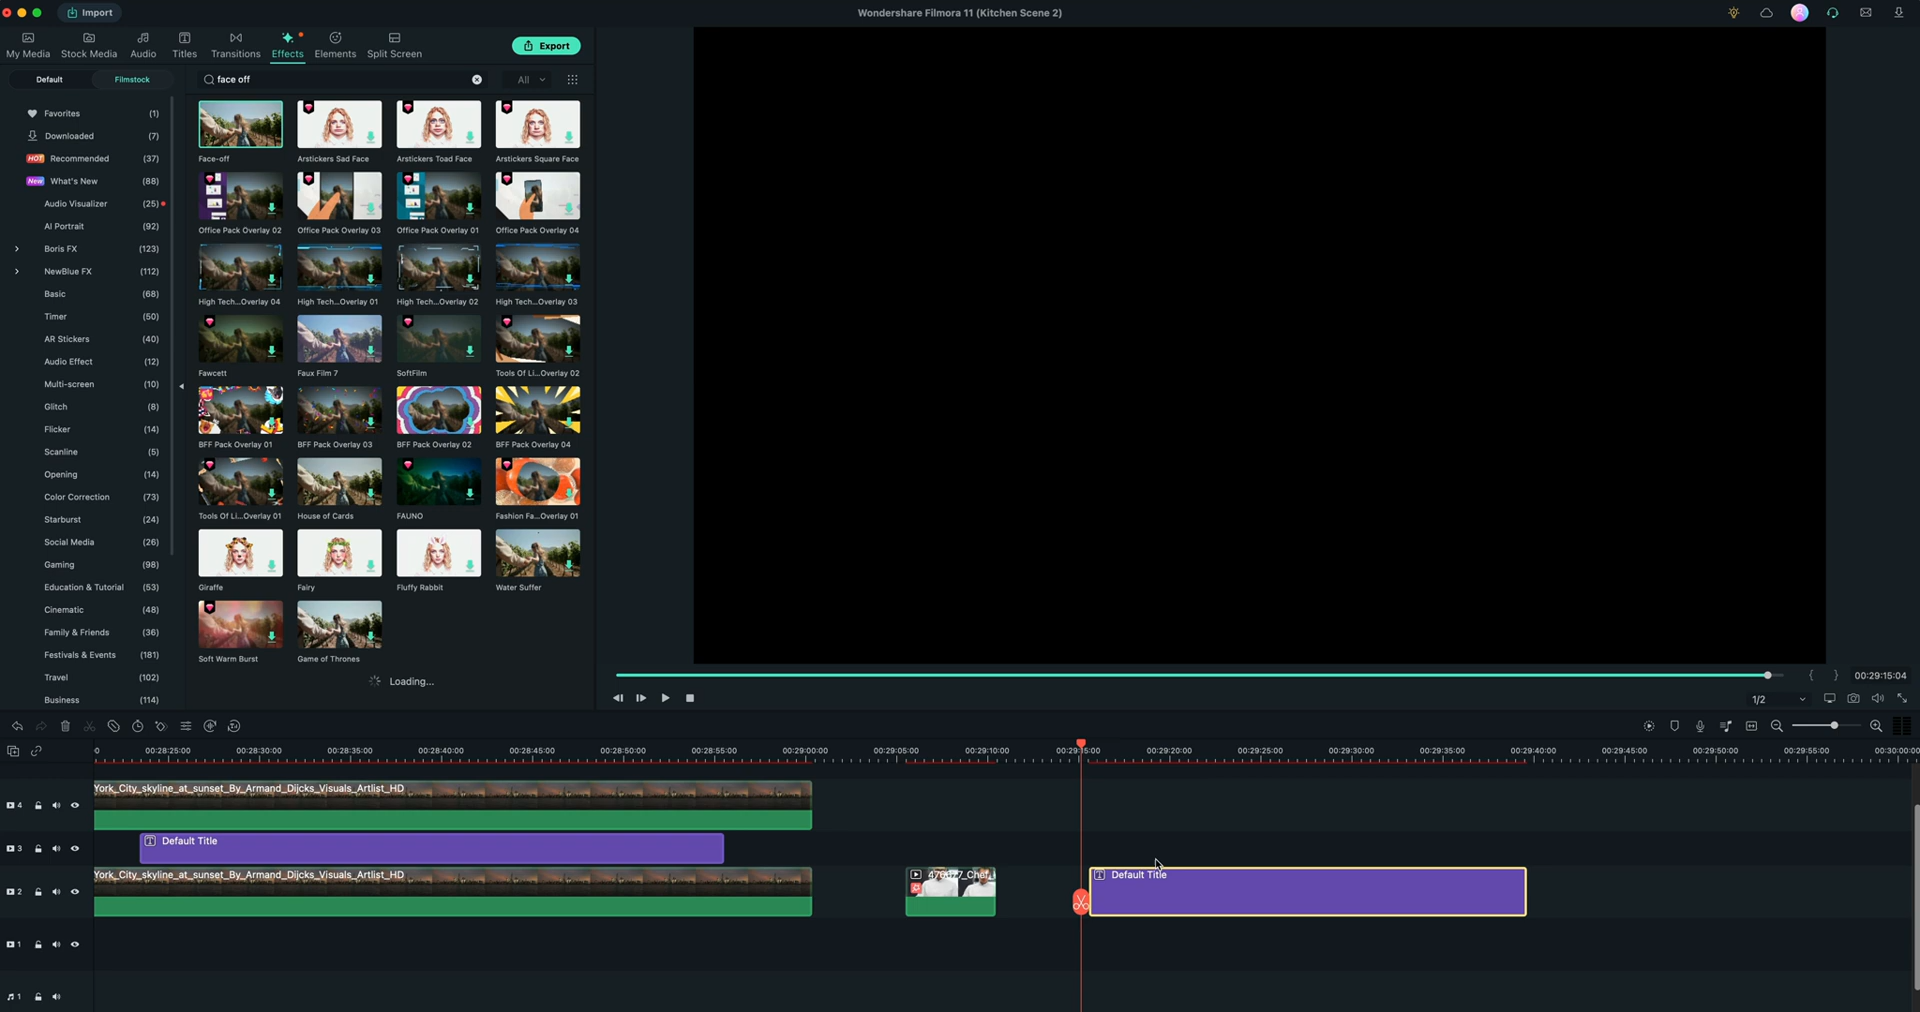 Import
Wondershare Filmora 11 (Kitchen Scene 2)
My Media
Stock Media
Audio
Titles
Transitions
Effects
Elements
Split Screen
Export
Default
Filmstock
face off
All
Favorites (1)
Downloaded (7)
HOT Recommended (37)
New What's New (88)
Audio Visualizer (25)
AI Portrait (92)
Boris FX (123)
NewBlue FX (112)
Basic (68)
Timer (50)
AR Stickers (40)
Audio Effect (12)
Multi-screen (10)
Glitch (8)
Flicker (14)
Scanline (5)
Opening (14)
Color Correction (73)
Starburst (24)
Social Media (26)
Gaming (98)
Education & Tutorial (53)
Cinematic (48)
Family & Friends (36)
Festivals & Events (181)
Travel (102)
Business (114)
Face-off
Arstickers Sad Face
Arstickers Toad Face
Arstickers Square Face
Office Pack Overlay 02
Office Pack Overlay 03
Office Pack Overlay 01
Office Pack Overlay 04
High Tech...Overlay 04
High Tech...Overlay 01
High Tech...Overlay 02
High Tech...Overlay 03
Fawcett
Faux Film 7
SoftFilm
Tools Of Li...Overlay 02
BFF Pack Overlay 01
BFF Pack Overlay 03
BFF Pack Overlay 02
BFF Pack Overlay 04
Tools Of Li...Overlay 01
House of Cards
FAUNO
Fashion Fa...Overlay 01
Giraffe
Fairy
Fluffy Rabbit
Water Suffer
Soft Warm Burst
Game of Thrones
Loading...
{ }
00:29:15:04
1/2
0 00:28:25:00 00:28:30:00 00:28:35:00 00:28:40:00 00:28:45:00 00:28:50:00 00:28:55:00 00:29:00:00 00:29:05:00 00:29:10:00 00:29:15:00 00:29:20:00 00:29:25:00 00:29:30:00 00:29:35:00 00:29:40:00 00:29:45:00 00:29:50:00 00:29:55:00 00:30:00:00
4
York_City_skyline_at_sunset_By_Armand_Dijcks_Visuals_Artlist_HD
3
Default Title
2
York_City_skyline_at_sunset_By_Armand_Dijcks_Visuals_Artlist_HD
Default Title
1
1